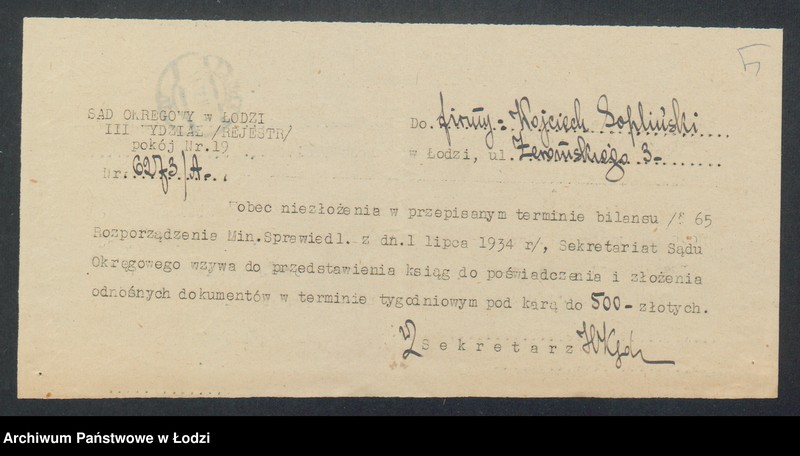 SĄD OKRĘGOWY w ŁODZI
III WYDZIAŁ /REJESTR/
pokój Nr.19
Nr. 6273/A.
Do firmy: Wojciech Sopliński
w Łodzi, ul. Żeromskiego 3-
Wobec niezłożenia w przepisanym terminie bilansu /§ 65
Rozporządzenia Min.Sprawiedl. z dn.1 lipca 1934 r/, Sekretariat Sądu
Okręgowego wzywa do przedstawienia ksiąg do poświadczenia i złożenia
odnośnych dokumentów w terminie tygodniowym pod karą do 500- złotych.
Sekretarz
Archiwum Państwowe w Łodzi